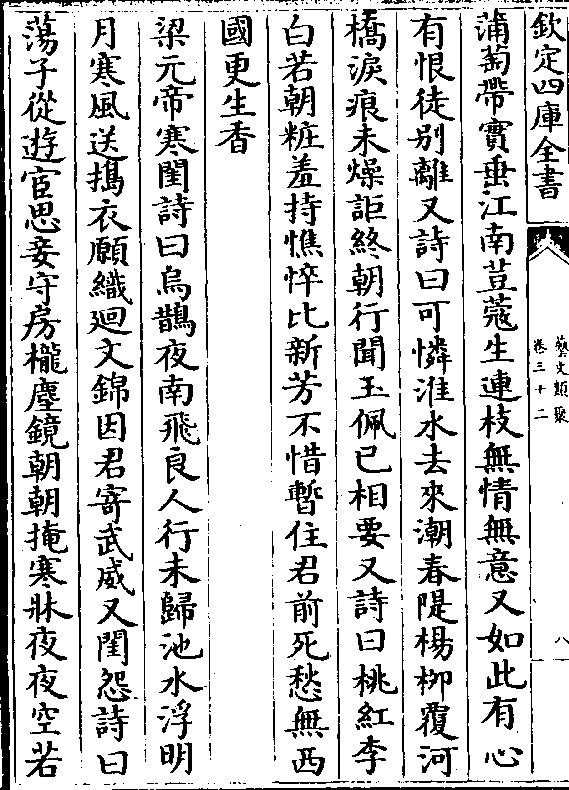 欽定四庫全書
藝文類聚
卷三十二
八
蒲萄帶實垂江南荳蔻生連枝無情無意又如此有心
有恨徒别離又詩曰可憐淮水去來潮春隄楊柳覆河
橋淚痕未燥詎終朝行聞玉佩已相要又詩曰桃紅李
白若朝粧羞持憔悴比新芳不惜暫住君前死愁無西
國更生香
梁元帝寒閨詩曰烏鵲夜南飛良人行未歸池水浮明
月寒風送擣衣願織廻文錦因君寄武威又閨怨詩曰
蕩子從遊宦思妾守房櫳塵鏡朝朝掩寒牀夜夜空若